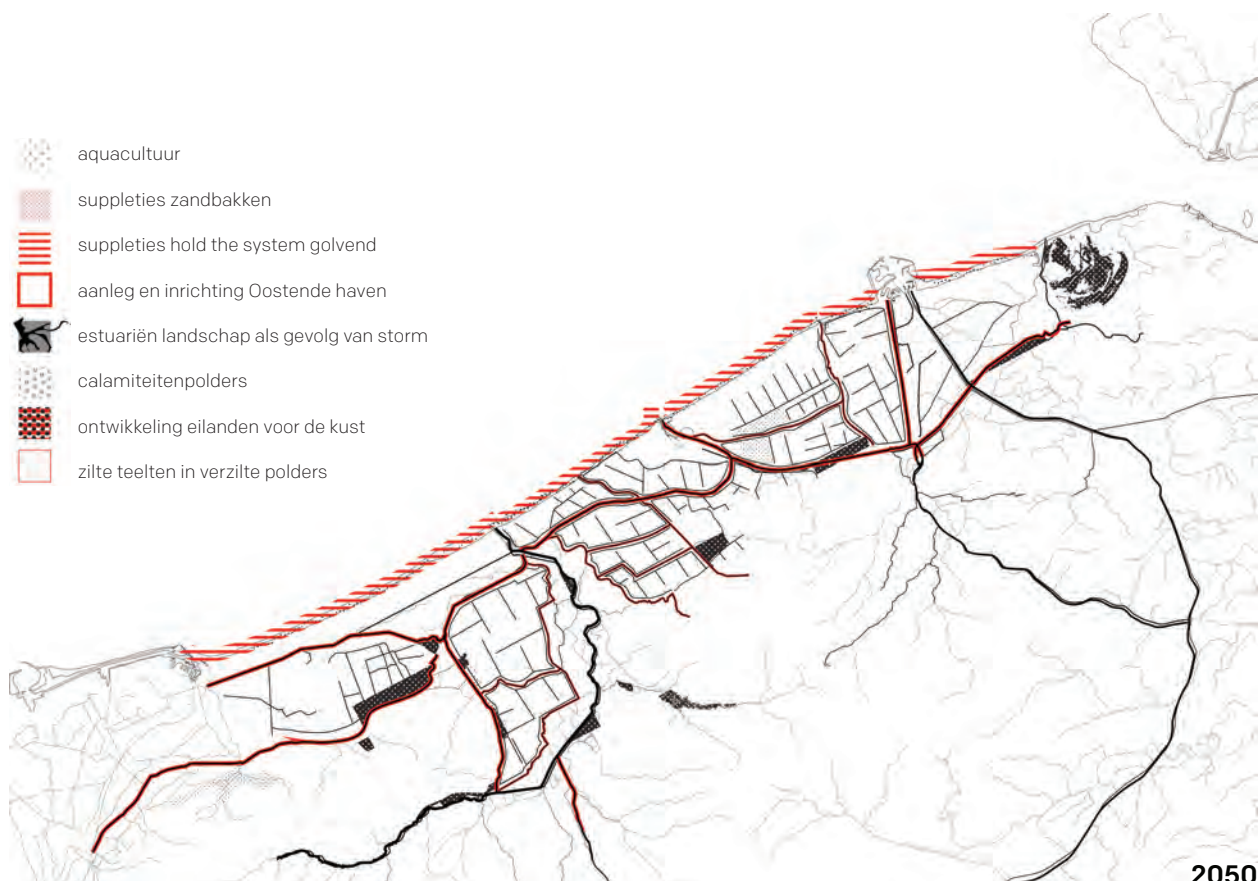 aquacultuur
suppleties zandbakken
suppleties hold the system golvend
aanleg en inrichting Oostende haven
estuariën landschap als gevolg van storm
calamiteitenpolders
ontwikkeling eilanden voor de kust
zilte teelten in verzilte polders
2050